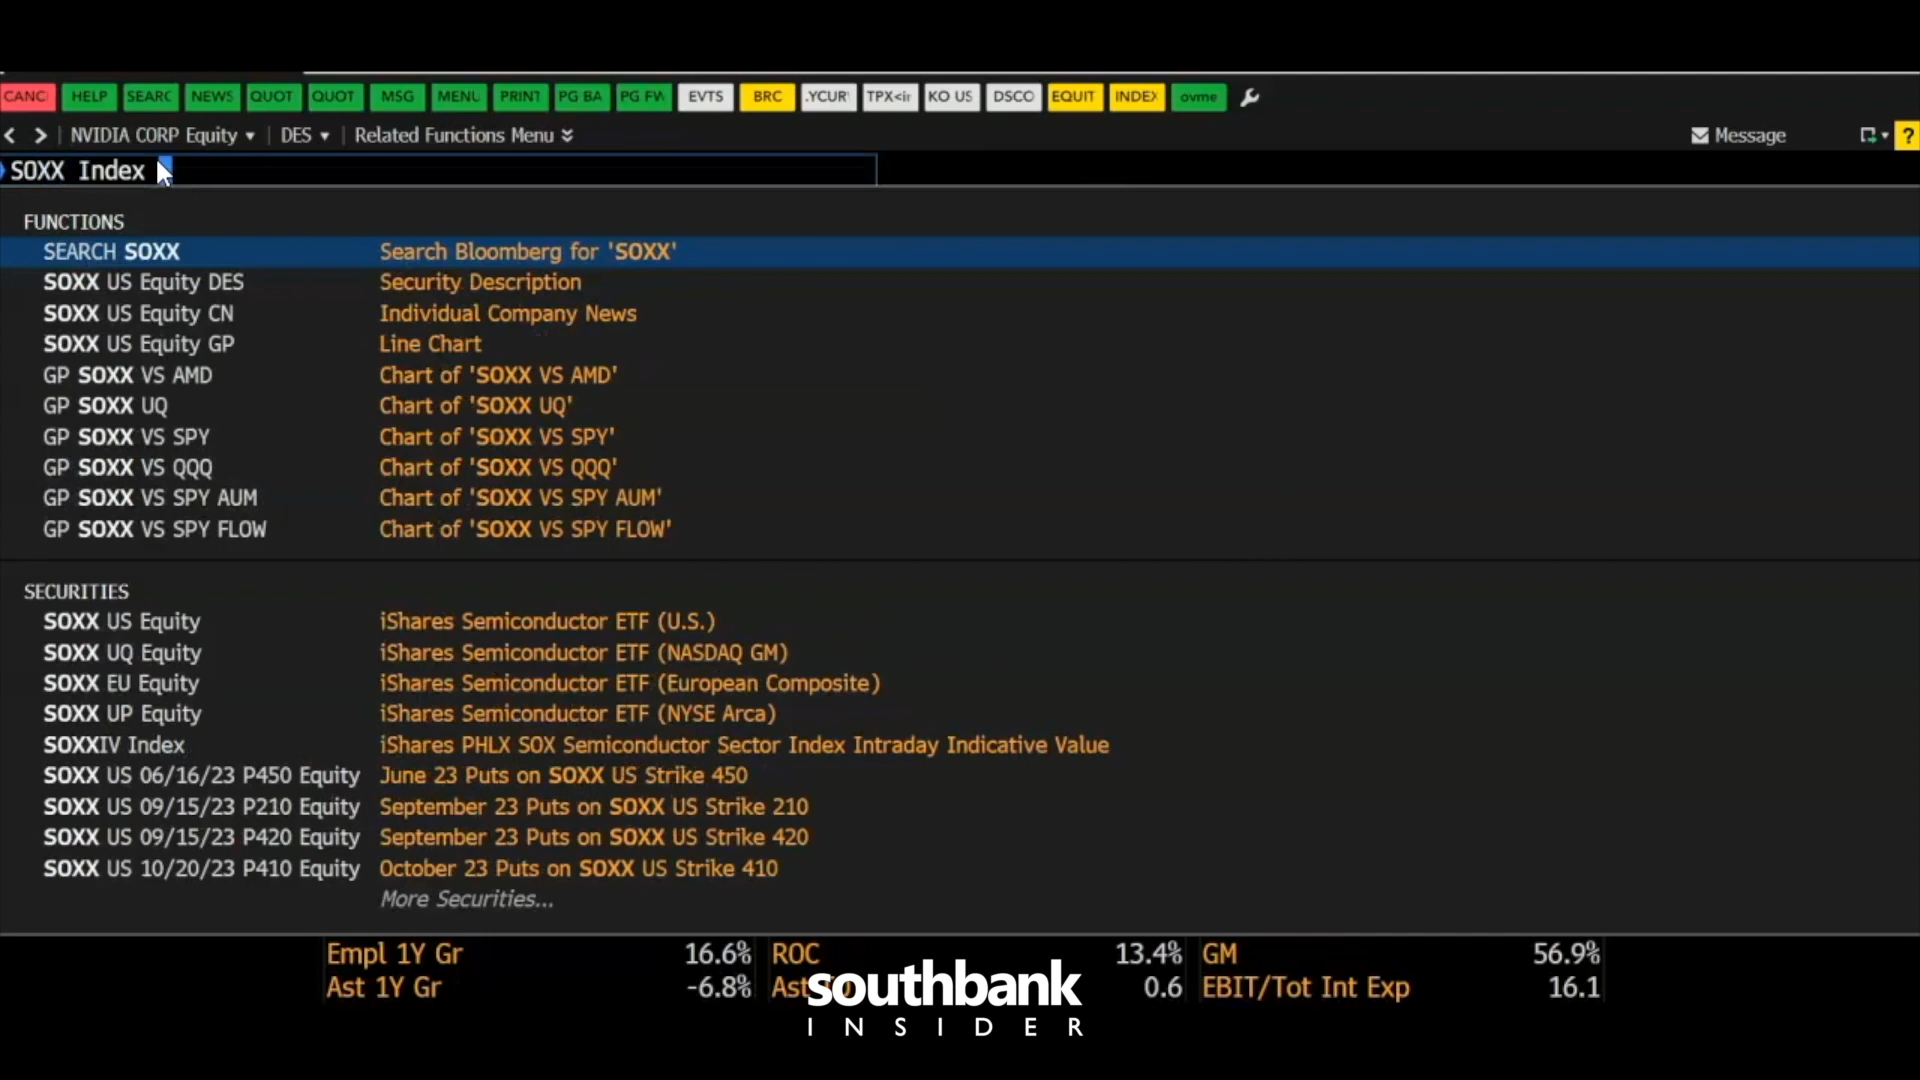 CANC HELP SEARC NEWS QUOT QUOT MSG MENU PRINT PG BA PG FW EVTS BRC .YCUR TPX<ir KO US DSCO EQUIT INDEX ovme
NVIDIA CORP Equity DES Related Functions Menu Message ?
SOXX Index
FUNCTIONS
SEARCH SOXX Search Bloomberg for 'SOXX'
SOXX US Equity DES Security Description
SOXX US Equity CN Individual Company News
SOXX US Equity GP Line Chart
GP SOXX VS AMD Chart of 'SOXX VS AMD'
GP SOXX UQ Chart of 'SOXX UQ'
GP SOXX VS SPY Chart of 'SOXX VS SPY'
GP SOXX VS QQQ Chart of 'SOXX VS QQQ'
GP SOXX VS SPY AUM Chart of 'SOXX VS SPY AUM'
GP SOXX VS SPY FLOW Chart of 'SOXX VS SPY FLOW'
SECURITIES
SOXX US Equity iShares Semiconductor ETF (U.S.)
SOXX UQ Equity iShares Semiconductor ETF (NASDAQ GM)
SOXX EU Equity iShares Semiconductor ETF (European Composite)
SOXX UP Equity iShares Semiconductor ETF (NYSE Arca)
SOXXIV Index iShares PHLX SOX Semiconductor Sector Index Intraday Indicative Value
SOXX US 06/16/23 P450 Equity June 23 Puts on SOXX US Strike 450
SOXX US 09/15/23 P210 Equity September 23 Puts on SOXX US Strike 210
SOXX US 09/15/23 P420 Equity September 23 Puts on SOXX US Strike 420
SOXX US 10/20/23 P410 Equity October 23 Puts on SOXX US Strike 410
More Securities...
Empl 1Y Gr 16.6% ROC 13.4% GM 56.9%
Ast 1Y Gr -6.8% Ast 0.6 EBIT/Tot Int Exp 16.1
southbank
INSIDER